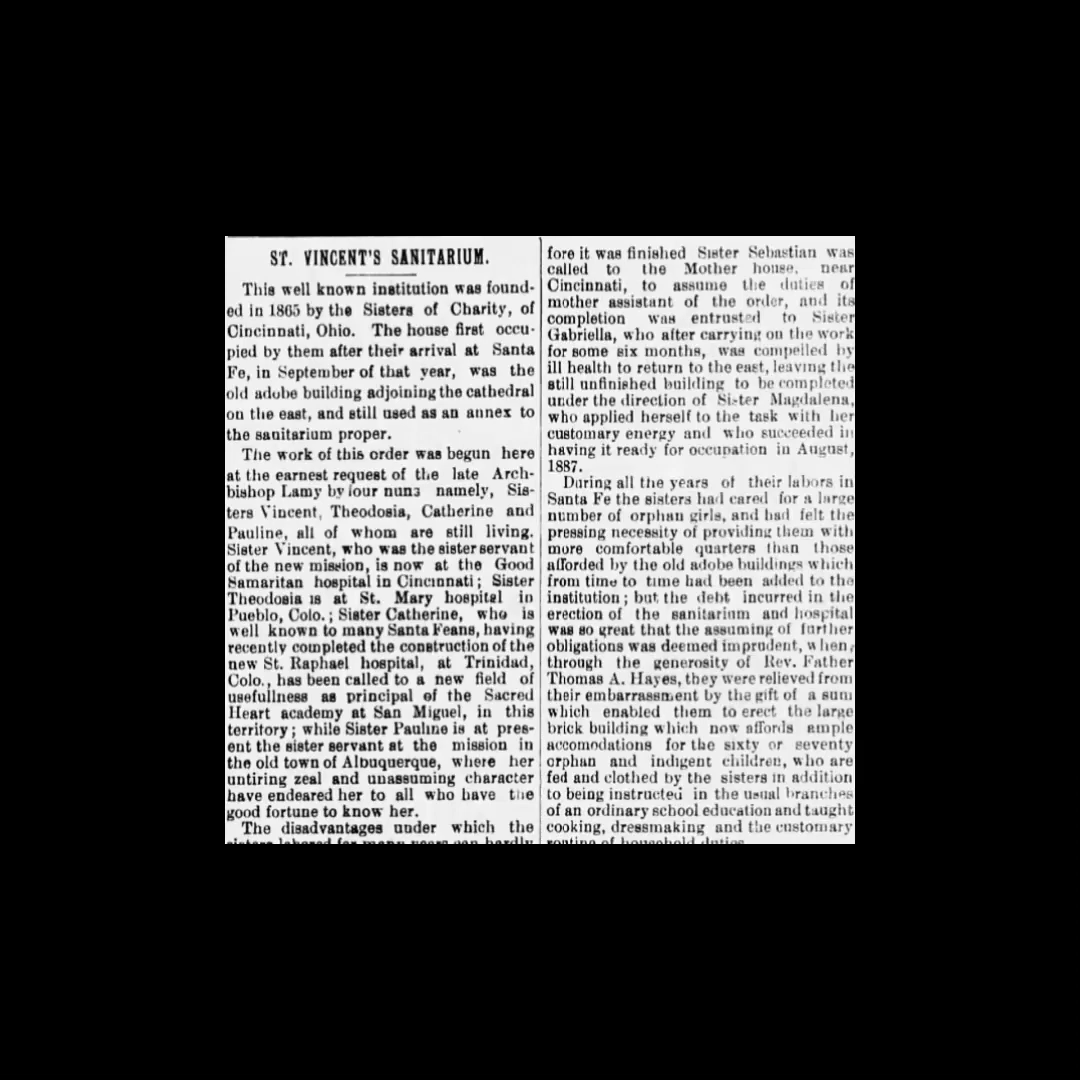 ST. VINCENT'S SANITARIUM.
This well known institution was found-
ed in 1865 by the Sisters of Charity, of
Cincinnati, Ohio. The house first occu-
pied by them after their arrival at Santa
Fe, in September of that year, was the
old adobe building adjoining the cathedral
on the east, and still used as an annex to
the sanitarium proper.
The work of this order was begun here
at the earnest request of the late Arch-
bishop Lamy by four nuns namely, Sis-
ters Vincent, Theodosia, Catherine and
Pauline, all of whom are still living.
Sister Vincent, who was the sister servant
of the new mission, is now at the Good
Samaritan hospital in Cincinnati; Sister
Theodosia is at St. Mary hospital in
Pueblo, Colo.; Sister Catherine, who is
well known to many Santa Feans, having
recently completed the construction of the
new St. Raphael hospital, at Trinidad,
Colo., has been called to a new field of
usefullness as principal of the Sacred
Heart academy at San Miguel, in this
territory; while Sister Pauline is at pres-
ent the sister servant at the mission in
the old town of Albuquerque, where her
untiring zeal and unassuming character
have endeared her to all who have the
good fortune to know her.
The disadvantages under which the
sisters labored for many years can hardly
fore it was finished Sister Sebastian was
called to the Mother house, near
Cincinnati, to assume the duties of
mother assistant of the order, and its
completion was entrusted to Sister
Gabriella, who after carrying on the work
for some six months, was compelled by
ill health to return to the east, leaving the
still unfinished building to be completed
under the direction of Sister Magdalena,
who applied herself to the task with her
customary energy and who succeeded in
having it ready for occupation in August,
1887.
During all the years of their labors in
Santa Fe the sisters had cared for a large
number of orphan girls, and had felt the
pressing necessity of providing them with
more comfortable quarters than those
afforded by the old adobe buildings which
from time to time had been added to the
institution; but the debt incurred in the
erection of the sanitarium and hospital
was so great that the assuming of further
obligations was deemed imprudent, when,
through the generosity of Rev. Father
Thomas A. Hayes, they were relieved from
their embarrassment by the gift of a sum
which enabled them to erect the large
brick building which now affords ample
accomodations for the sixty or seventy
orphan and indigent children, who are
fed and clothed by the sisters in addition
to being instructed in the usual branches
of an ordinary school education and taught
cooking, dressmaking and the customary
routine of household duties.